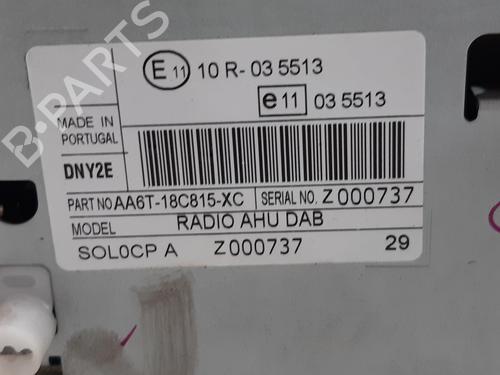 E 11 10 R- 03 5513
e 11 03 5513
MADE IN
PORTUGAL
DNY2E
PART NO AA6T-18C815-XC SERIAL NO. Z000737
MODEL RADIO AHU DAB
SOL0CP A Z000737 29
B-PARTS